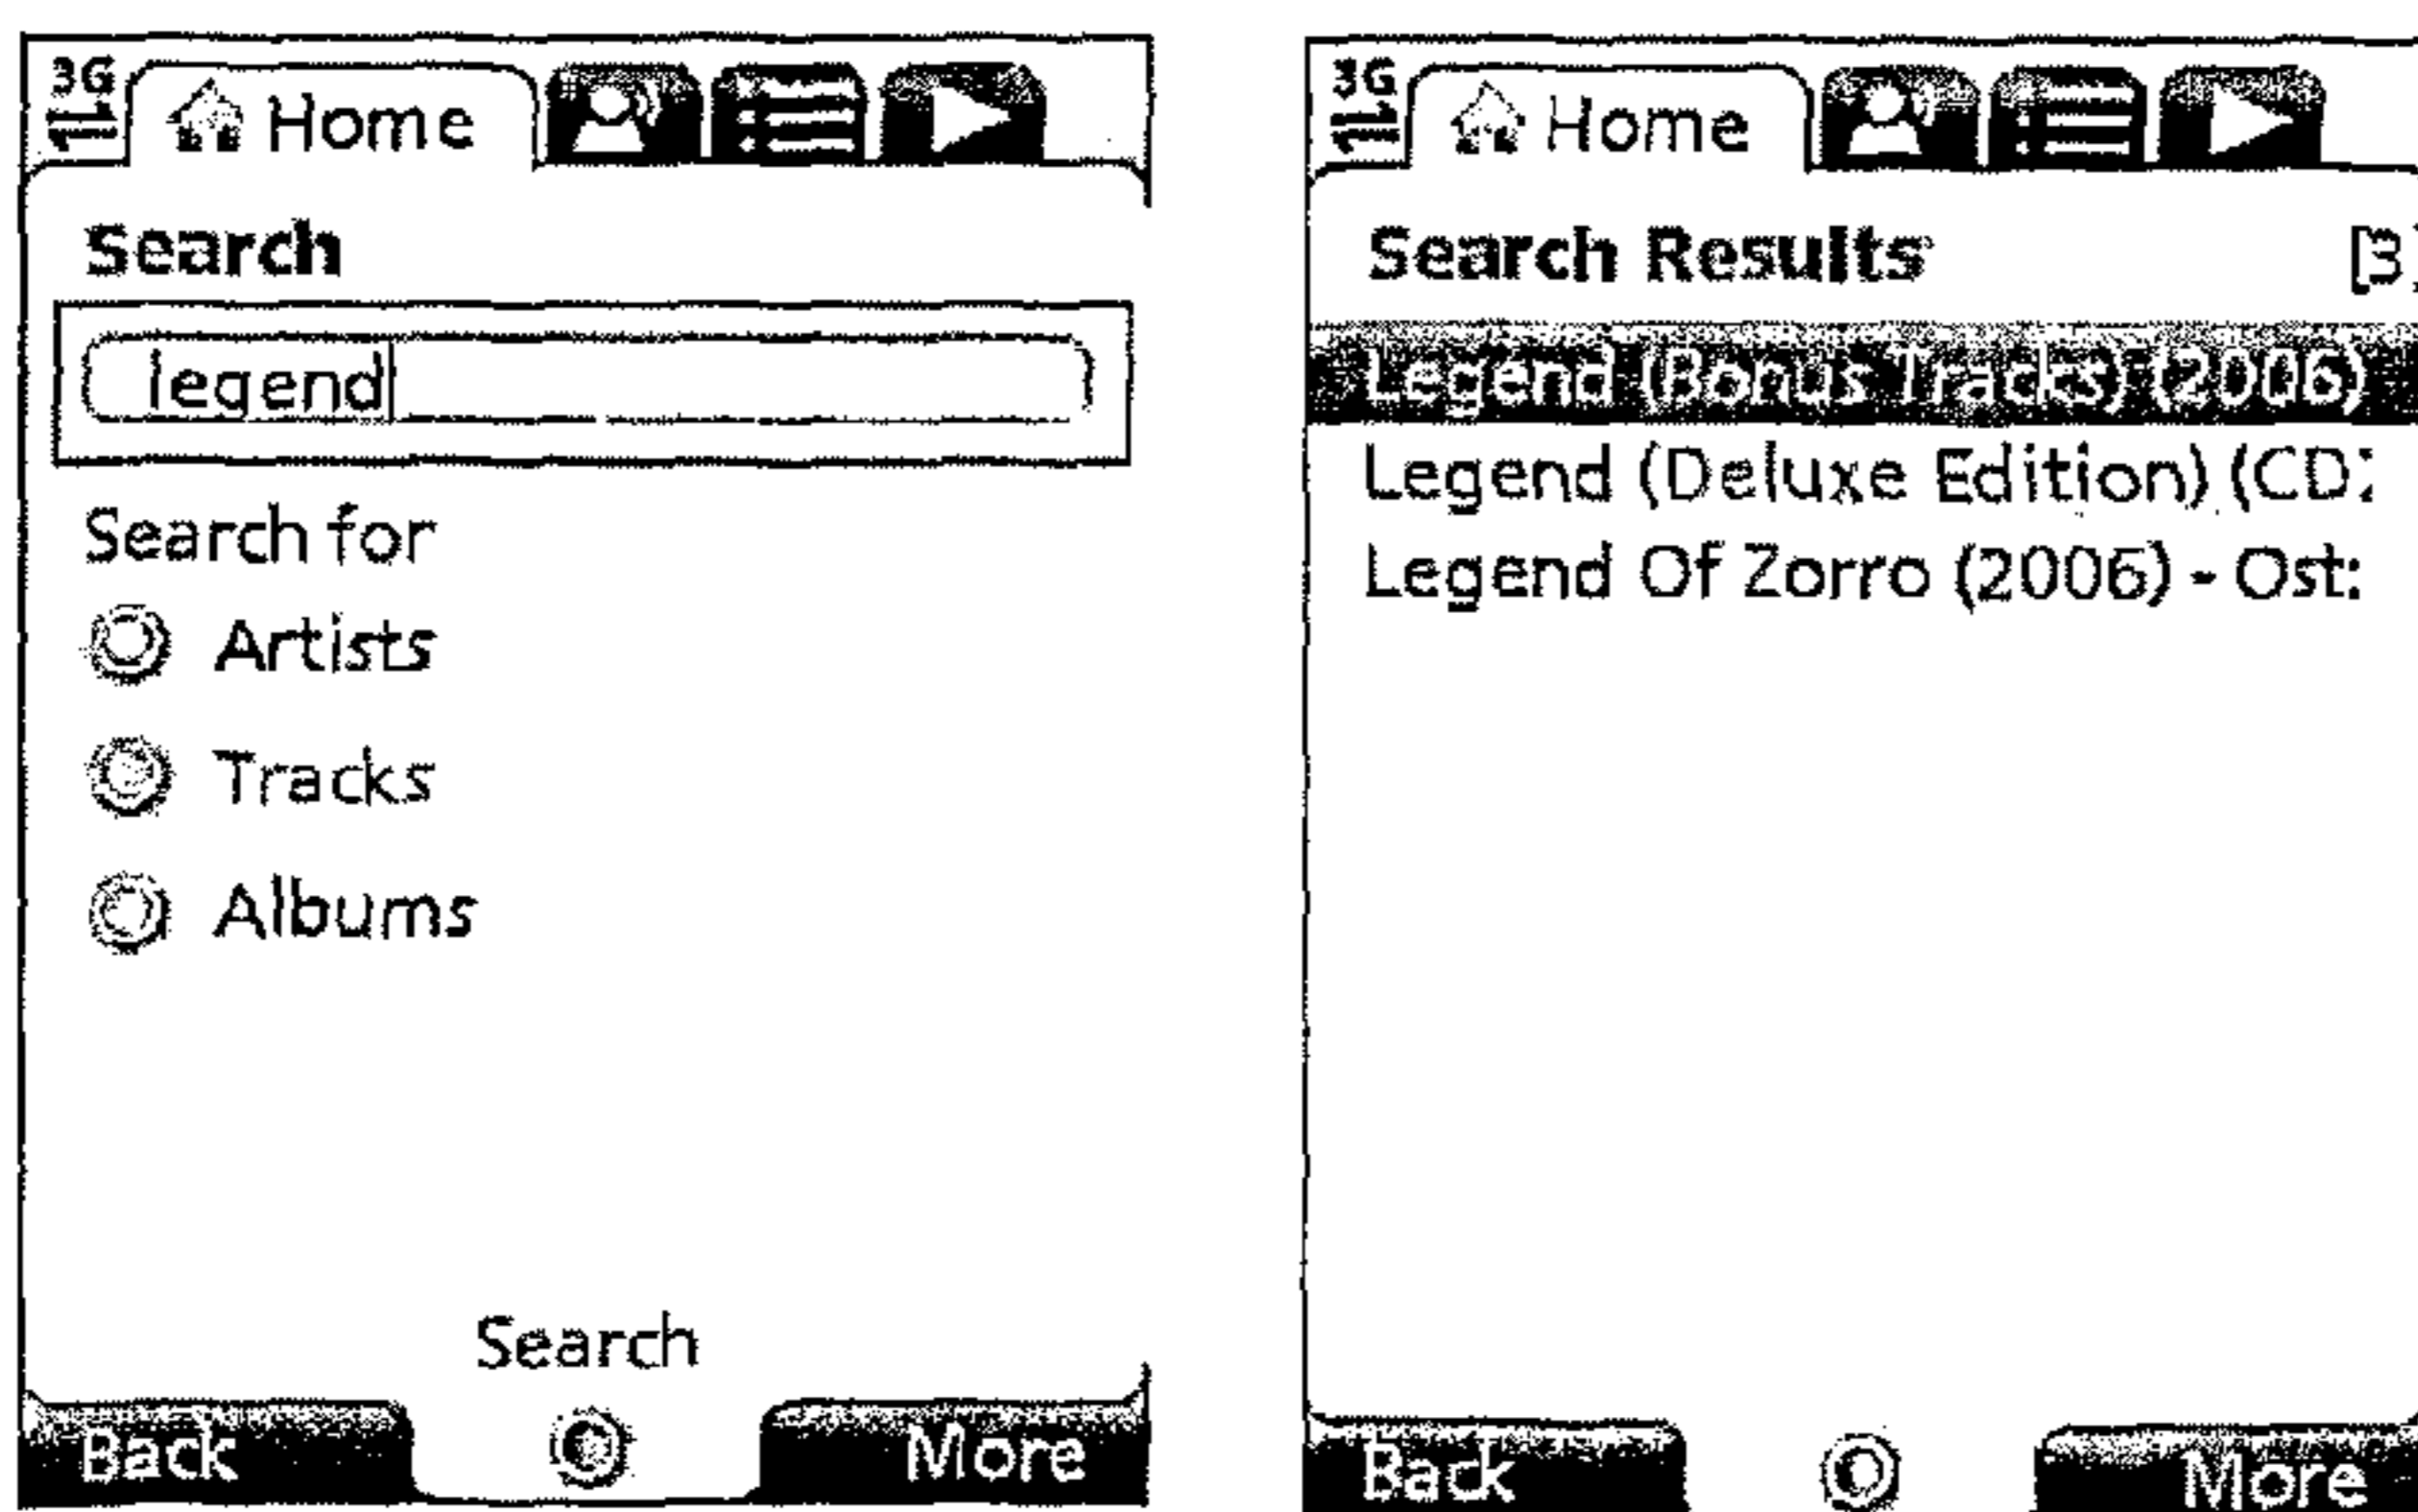 3G Home
Search
legend
Search for
Artists
Tracks
Albums
Search
Back More
3G Home
Search Results [3]
Legend (Bonus Tracks) (2006)
Legend (Deluxe Edition)
Legend Of Zorro (2006) - Ost:
Back More